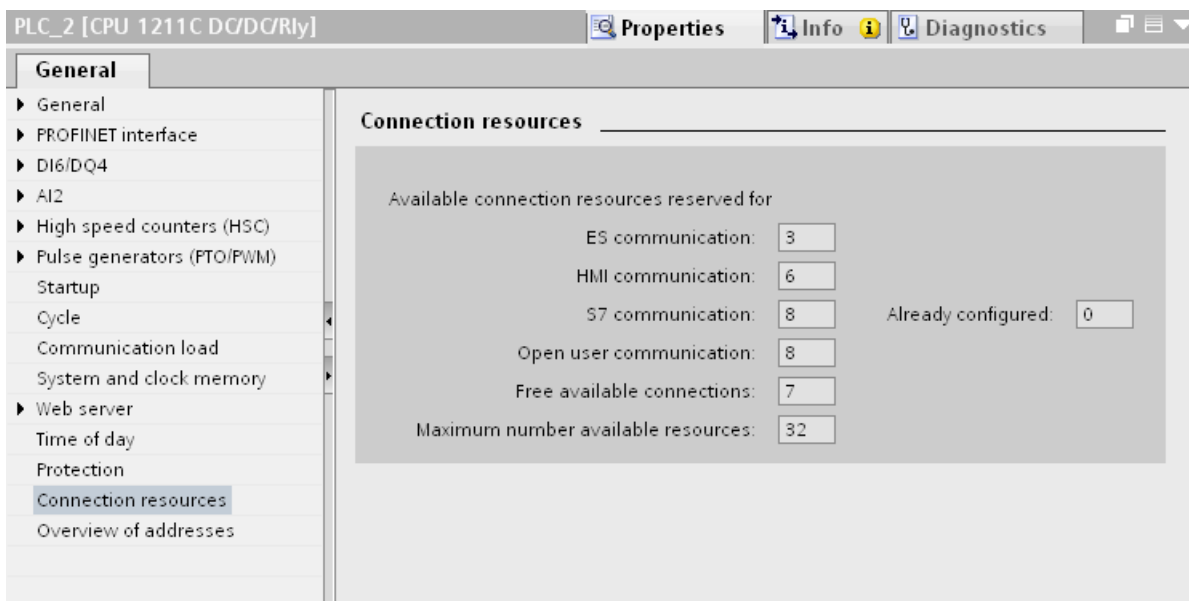 PLC_2 [CPU 1211C DC/DC/Rly]
Properties
Info
Diagnostics
General
General
PROFINET interface
DI6/DQ4
AI2
High speed counters (HSC)
Pulse generators (PTO/PWM)
Startup
Cycle
Communication load
System and clock memory
Web server
Time of day
Protection
Connection resources
Overview of addresses
Connection resources
Available connection resources reserved for
ES communication: 3
HMI communication: 6
S7 communication: 8 Already configured: 0
Open user communication: 8
Free available connections: 7
Maximum number available resources: 32